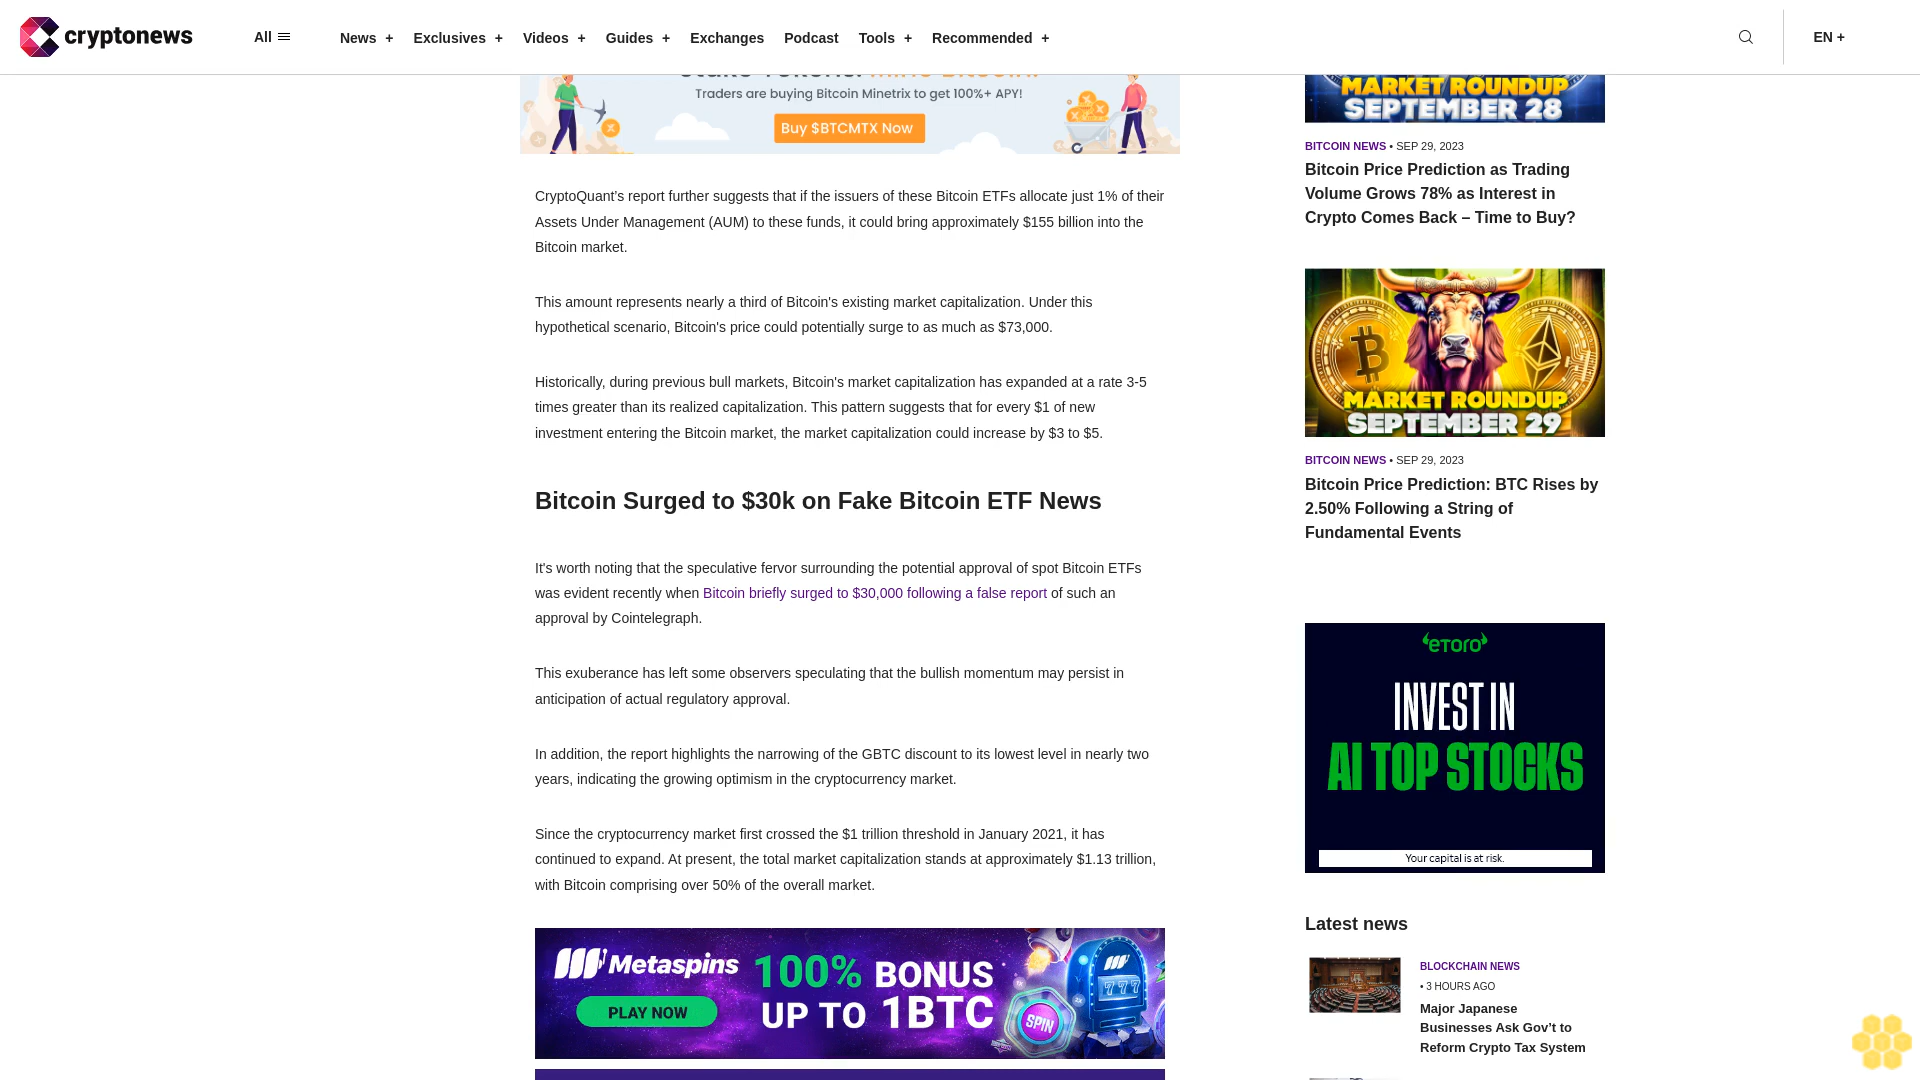 cryptonews
All
News +
Exclusives +
Videos +
Guides +
Exchanges
Podcast
Tools +
Recommended +
EN +
Traders are buying Bitcoin Minetrix to get 100%+ APY!
Buy $BTCMTX Now
CryptoQuant’s report further suggests that if the issuers of these Bitcoin ETFs allocate just 1% of their
Assets Under Management (AUM) to these funds, it could bring approximately $155 billion into the
Bitcoin market.
This amount represents nearly a third of Bitcoin's existing market capitalization. Under this
hypothetical scenario, Bitcoin's price could potentially surge to as much as $73,000.
Historically, during previous bull markets, Bitcoin's market capitalization has expanded at a rate 3-5
times greater than its realized capitalization. This pattern suggests that for every $1 of new
investment entering the Bitcoin market, the market capitalization could increase by $3 to $5.
Bitcoin Surged to $30k on Fake Bitcoin ETF News
It's worth noting that the speculative fervor surrounding the potential approval of spot Bitcoin ETFs
was evident recently when Bitcoin briefly surged to $30,000 following a false report of such an
approval by Cointelegraph.
This exuberance has left some observers speculating that the bullish momentum may persist in
anticipation of actual regulatory approval.
In addition, the report highlights the narrowing of the GBTC discount to its lowest level in nearly two
years, indicating the growing optimism in the cryptocurrency market.
Since the cryptocurrency market first crossed the $1 trillion threshold in January 2021, it has
continued to expand. At present, the total market capitalization stands at approximately $1.13 trillion,
with Bitcoin comprising over 50% of the overall market.
Metaspins
PLAY NOW
100% BONUS
UP TO 1BTC
777
SPIN
MARKET ROUNDUP
SEPTEMBER 28
BITCOIN NEWS • SEP 29, 2023
Bitcoin Price Prediction as Trading
Volume Grows 78% as Interest in
Crypto Comes Back – Time to Buy?
MARKET ROUNDUP
SEPTEMBER 29
BITCOIN NEWS • SEP 29, 2023
Bitcoin Price Prediction: BTC Rises by
2.50% Following a String of
Fundamental Events
eToro
INVEST IN
AI TOP STOCKS
Your capital is at risk.
Latest news
BLOCKCHAIN NEWS
• 3 HOURS AGO
Major Japanese
Businesses Ask Gov’t to
Reform Crypto Tax System